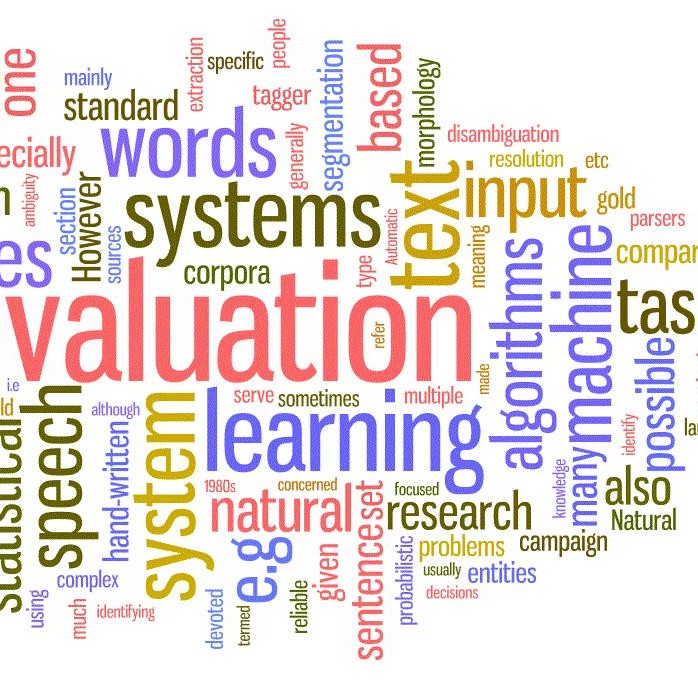 one
mainly
extraction
specific
people
standard
tagger
segmentation
based
morphology
ecially
words
generally
disambiguation
resolution
etc
ambiguity
section
However
sources
systems
Automatic
text
input
gold
parsers
es
corpora
type
meaning
compar
valuation
refer
algorithms
machine
tas
i.e
ld
although
serve
sometimes
multiple
made
possible
la
statistical
speech
hand-written
system
learning
many
identify
knowledge
1980s
concerned
natural
set
focused
research
also
Natural
e.g
given
sentence
probabilistic
problems
campaign
usually
entities
complex
using
much
identifying
devoted
termed
reliable
decisions